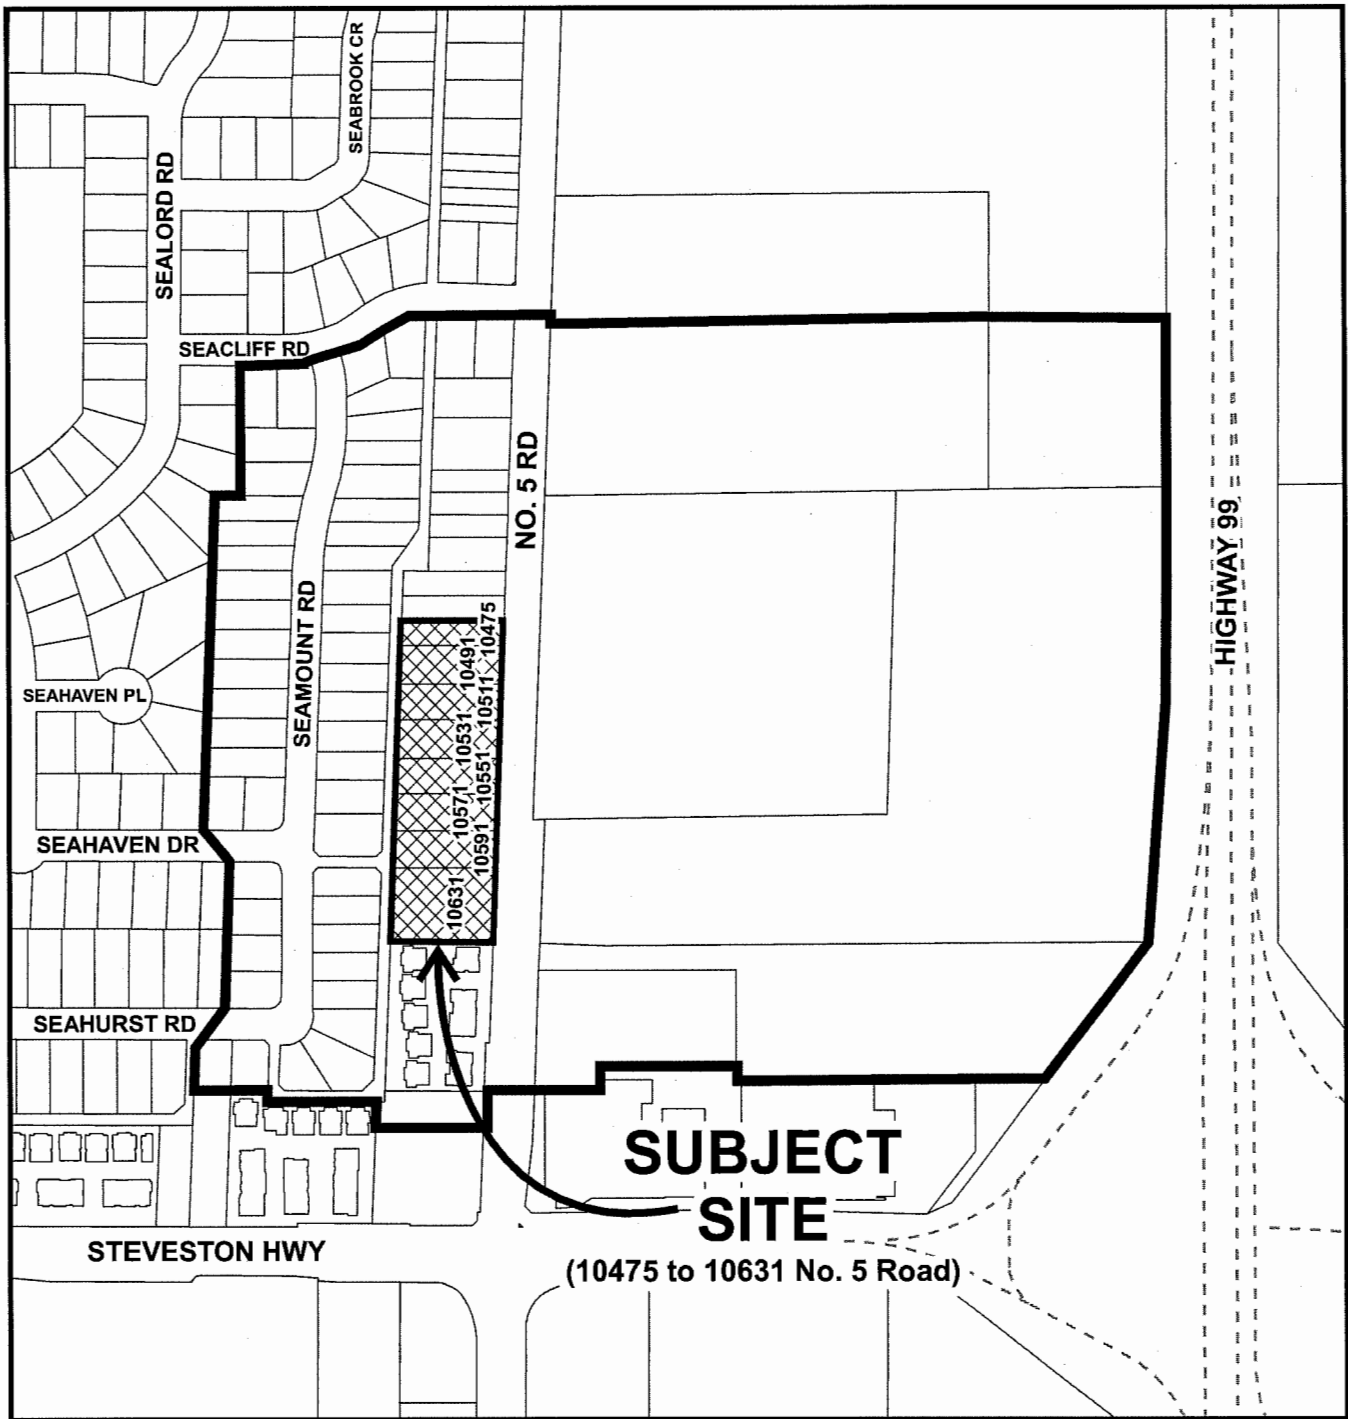 SEABROOK CR
SEALORD RD
SEACLIFF RD
NO. 5 RD
HIGHWAY 99
SEAMOUNT RD
10475
10491
10511
10531
10551
10571
10591
10631
SEAHAVEN PL
SEAHAVEN DR
SEAHURST RD
SUBJECT
SITE
(10475 to 10631 No. 5 Road)
STEVESTON HWY